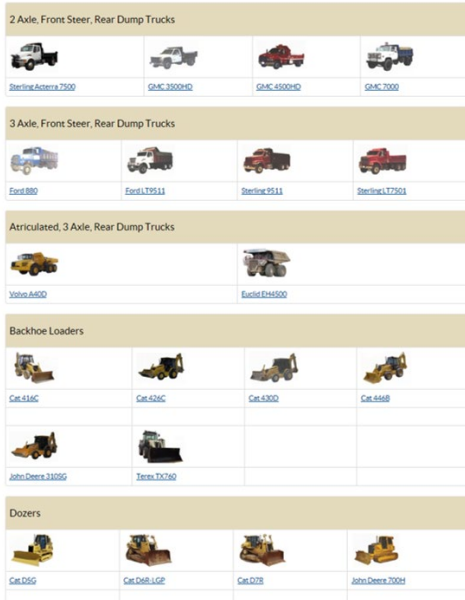 2 Axle, Front Steer, Rear Dump Trucks
Sterling Acterra 7500 GMC 3500HD GMC 4500HD GMC 7000
3 Axle, Front Steer, Rear Dump Trucks
Ford 880 Ford LT9511 Sterling 9511 Sterling LT7501
Atriculated, 3 Axle, Rear Dump Trucks
Volvo A40D Euclid EH4500
Backhoe Loaders
Cat 416C Cat 426C Cat 430D Cat 446B
John Deere 310SG Terex TX760
Dozers
Cat D5G Cat D6R-LGP Cat D7R John Deere 700H